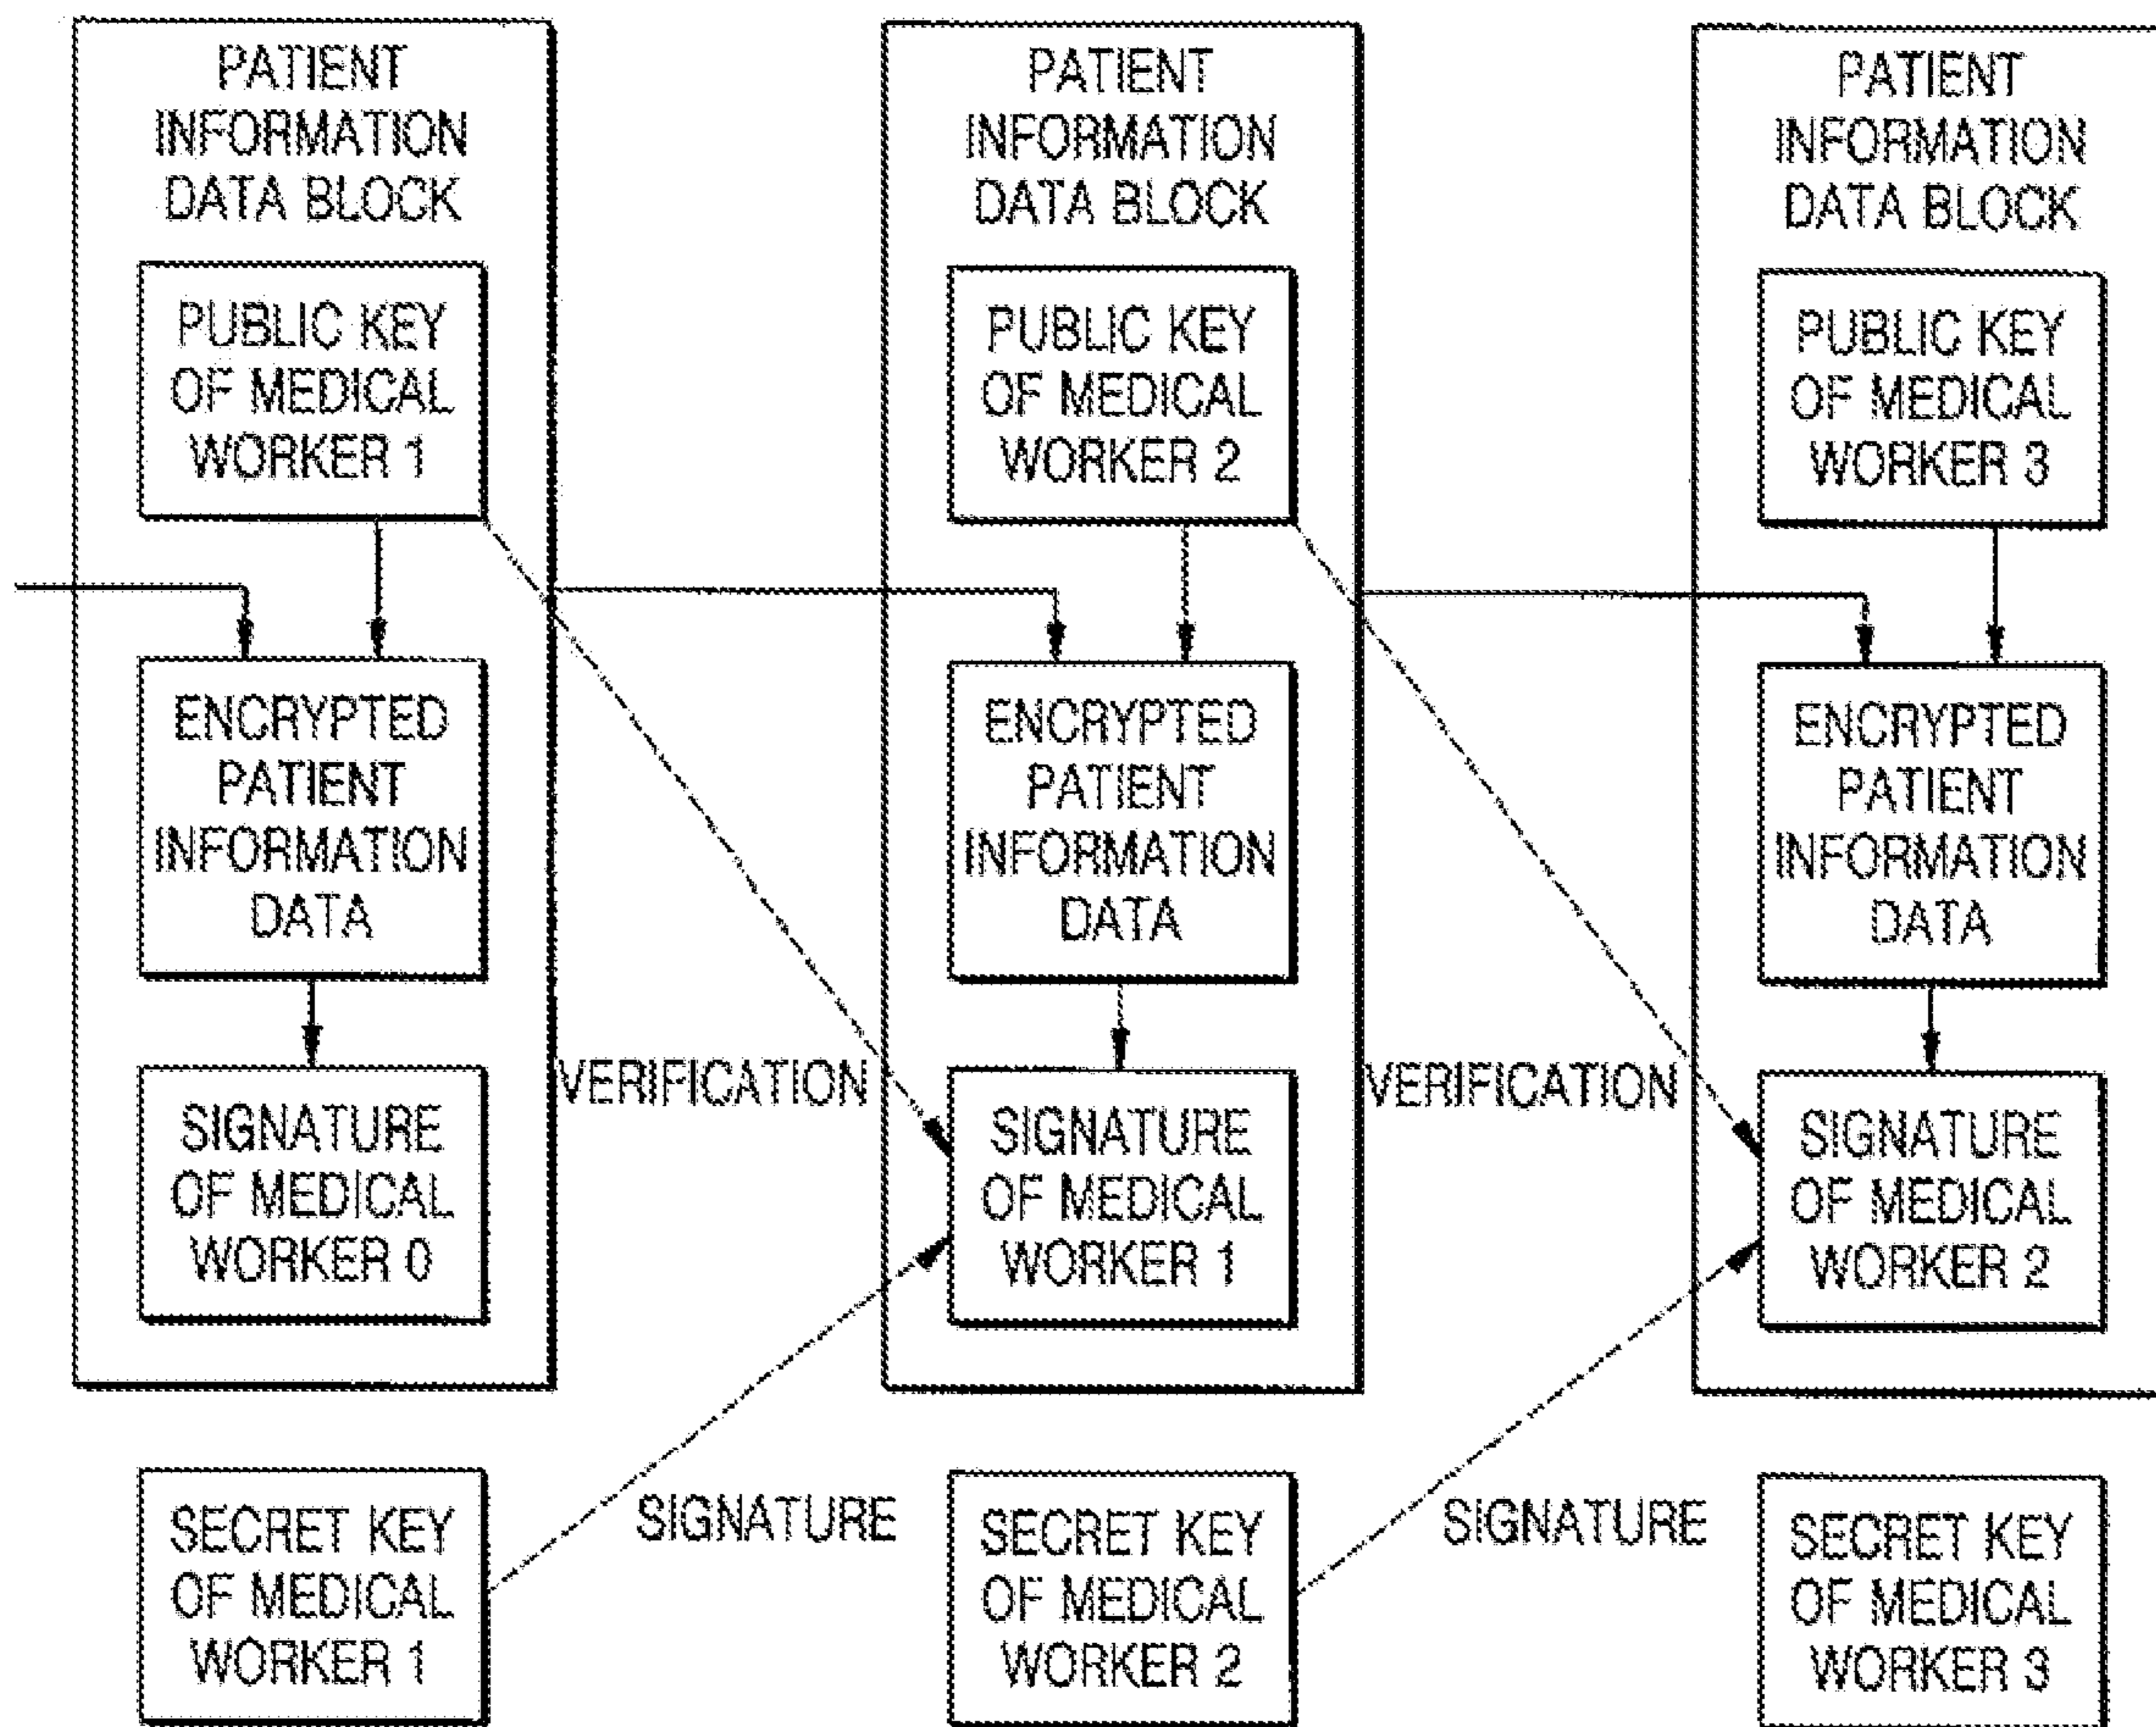 PATIENT
INFORMATION
DATA BLOCK
PUBLIC KEY
OF MEDICAL
WORKER 1
ENCRYPTED
PATIENT
INFORMATION
DATA
SIGNATURE
OF MEDICAL
WORKER 0
SECRET KEY
OF MEDICAL
WORKER 1
VERIFICATION
SIGNATURE
PATIENT
INFORMATION
DATA BLOCK
PUBLIC KEY
OF MEDICAL
WORKER 2
ENCRYPTED
PATIENT
INFORMATION
DATA
SIGNATURE
OF MEDICAL
WORKER 1
SECRET KEY
OF MEDICAL
WORKER 2
VERIFICATION
SIGNATURE
PATIENT
INFORMATION
DATA BLOCK
PUBLIC KEY
OF MEDICAL
WORKER 3
ENCRYPTED
PATIENT
INFORMATION
DATA
SIGNATURE
OF MEDICAL
WORKER 2
SECRET KEY
OF MEDICAL
WORKER 3